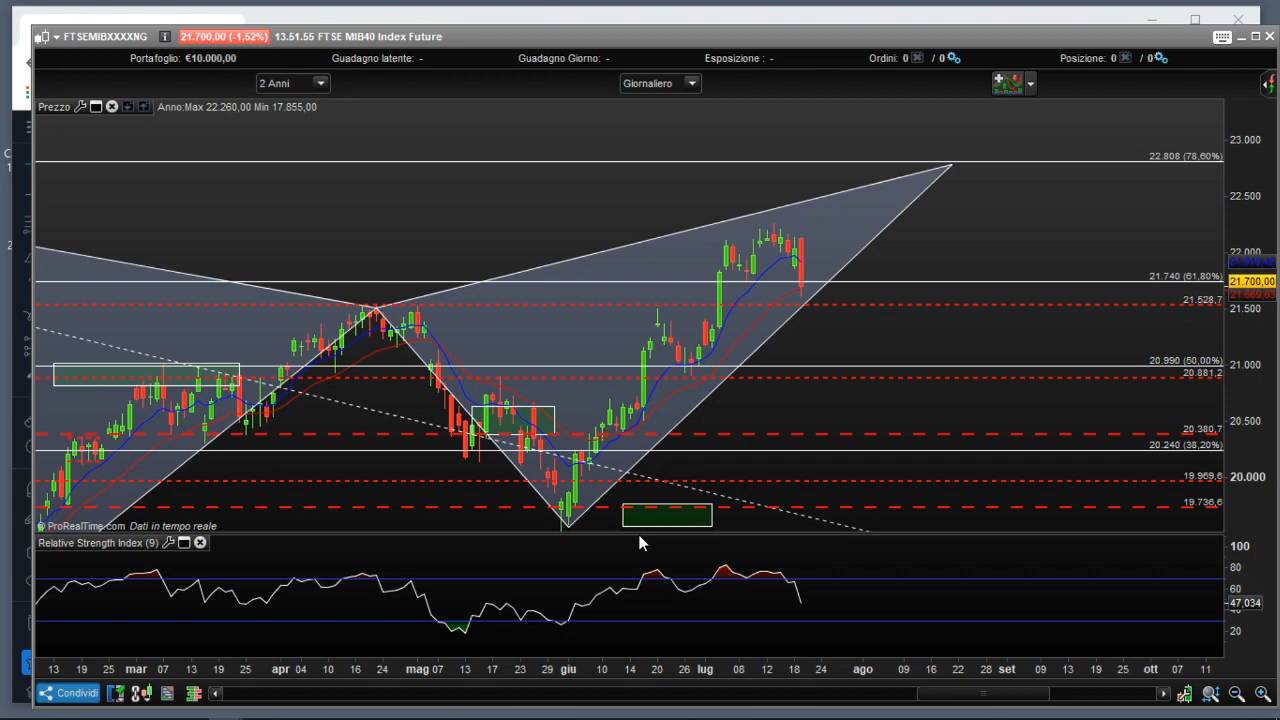 FTSEMIBXXXXNG 21.700,00 (-1,52%) 13.51.55 FTSE MIB40 Index Future
Portafoglio: €10.000,00 Guadagno latente: - Guadagno Giorno: - Esposizione : - Ordini: 0 / 0 Posizione: 0 / 0
2 Anni Giornaliero
Prezzo Anno:Max 22.260,00 Min 17.855,00
23.000
22.808 (78,60%)
22.500
22.000
21.740 (61,80%)
21.700,00
21.528,7
21.500
20.990 (50,00%)
21.000
20.881,2
20.500
20.380,7
20.240 (38,20%)
20.000
19.969,6
19.736,6
© ProRealTime.com Dati in tempo reale
Relative Strength Index (9)
100
80
60
47,034
20
13 19 25 mar 07 13 19 25 apr 10 16 24 mag 07 13 17 23 29 giu 10 14 20 26 lug 08 12 18 24 ago 09 16 22 28 set 10 16 20 26 ott 07 11
Condividi